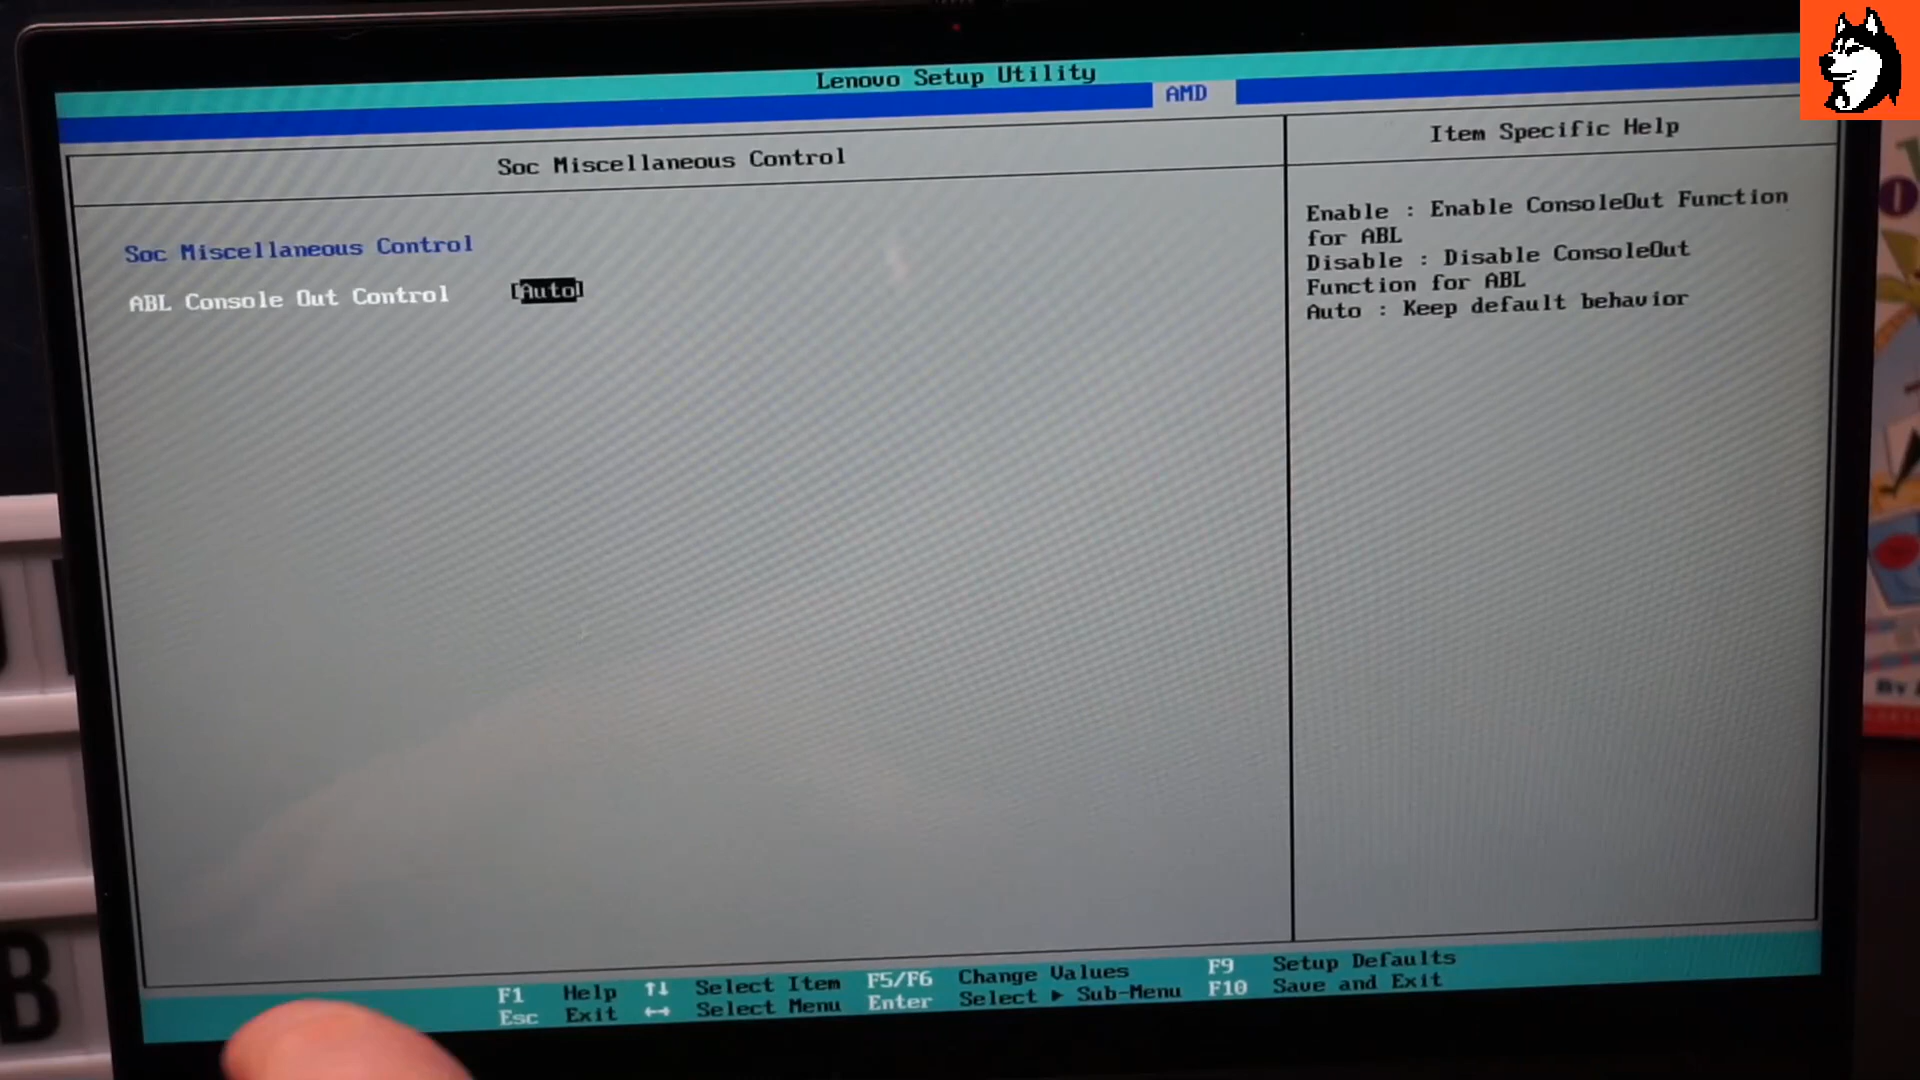 Lenovo Setup Utility
AMD
Soc Miscellaneous Control
Item Specific Help
Soc Miscellaneous Control
ABL Console Out Control [Auto]
Enable : Enable ConsoleOut Function
for ABL
Disable : Disable ConsoleOut
Function for ABL
Auto : Keep default behavior
F1 Help ↑↓ Select Item F5/F6 Change Values F9 Setup Defaults
Esc Exit ↔ Select Menu Enter Select ▶ Sub-Menu F10 Save and Exit
B